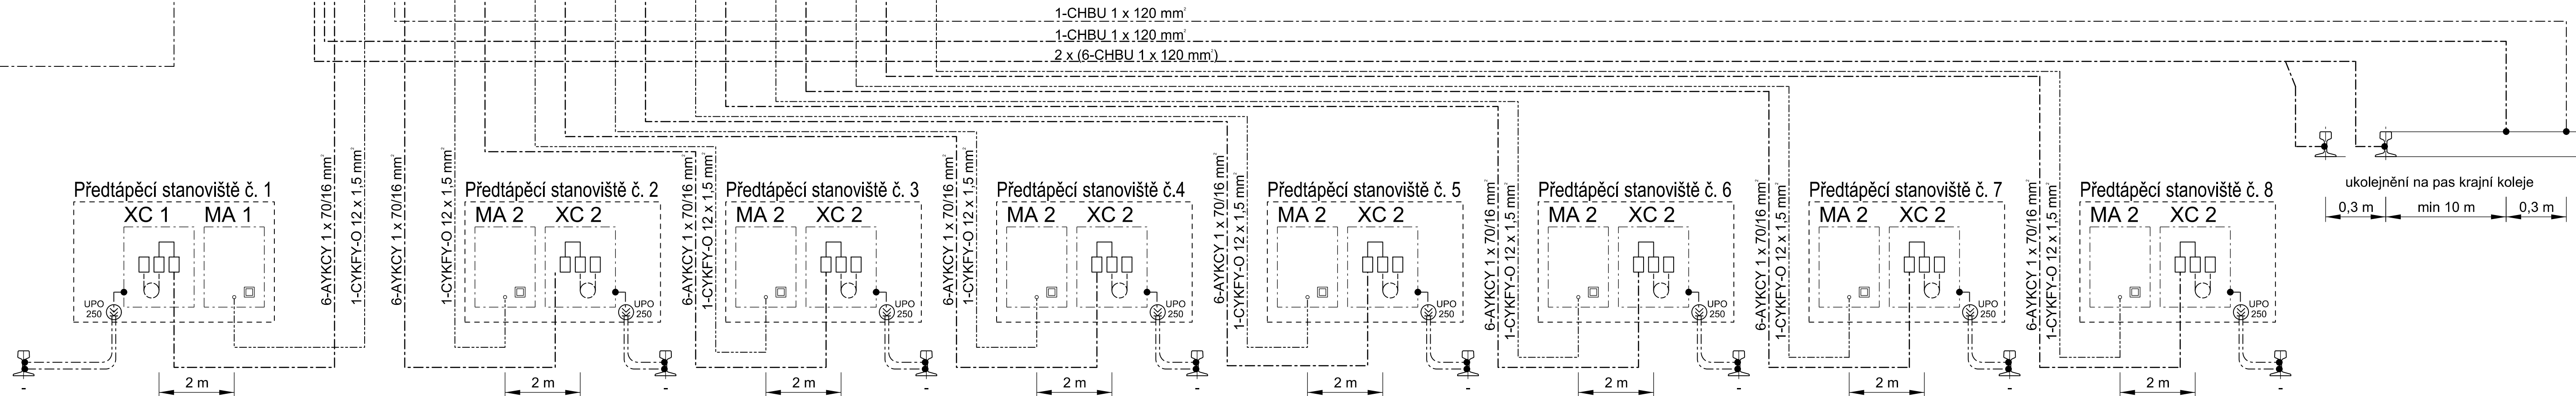 1-CHBU 1 x 120 mm²
1-CHBU 1 x 120 mm²
2 x (6-CHBU 1 x 120 mm²)
Předtápěcí stanoviště č. 1
XC 1
MA 1
UPO
250
2 m
-
6-AYKCY 1 x 70/16 mm²
1-CYKFY-O 12 x 1,5 mm²
6-AYKCY 1 x 70/16 mm²
1-CYKFY-O 12 x 1,5 mm²
Předtápěcí stanoviště č. 2
MA 2
XC 2
UPO
250
2 m
-
6-AYKCY 1 x 70/16 mm²
1-CYKFY-O 12 x 1,5 mm²
Předtápěcí stanoviště č. 3
MA 2
XC 2
UPO
250
2 m
-
6-AYKCY 1 x 70/16 mm²
1-CYKFY-O 12 x 1,5 mm²
Předtápěcí stanoviště č.4
MA 2
XC 2
UPO
250
2 m
-
6-AYKCY 1 x 70/16 mm²
1-CYKFY-O 12 x 1,5 mm²
Předtápěcí stanoviště č. 5
MA 2
XC 2
UPO
250
2 m
-
6-AYKCY 1 x 70/16 mm²
1-CYKFY-O 12 x 1,5 mm²
Předtápěcí stanoviště č. 6
MA 2
XC 2
UPO
250
2 m
-
6-AYKCY 1 x 70/16 mm²
1-CYKFY-O 12 x 1,5 mm²
Předtápěcí stanoviště č. 7
MA 2
XC 2
UPO
250
2 m
-
6-AYKCY 1 x 70/16 mm²
1-CYKFY-O 12 x 1,5 mm²
Předtápěcí stanoviště č. 8
MA 2
XC 2
UPO
250
2 m
-
ukolejnění na pas krajní koleje
0,3 m
min 10 m
0,3 m